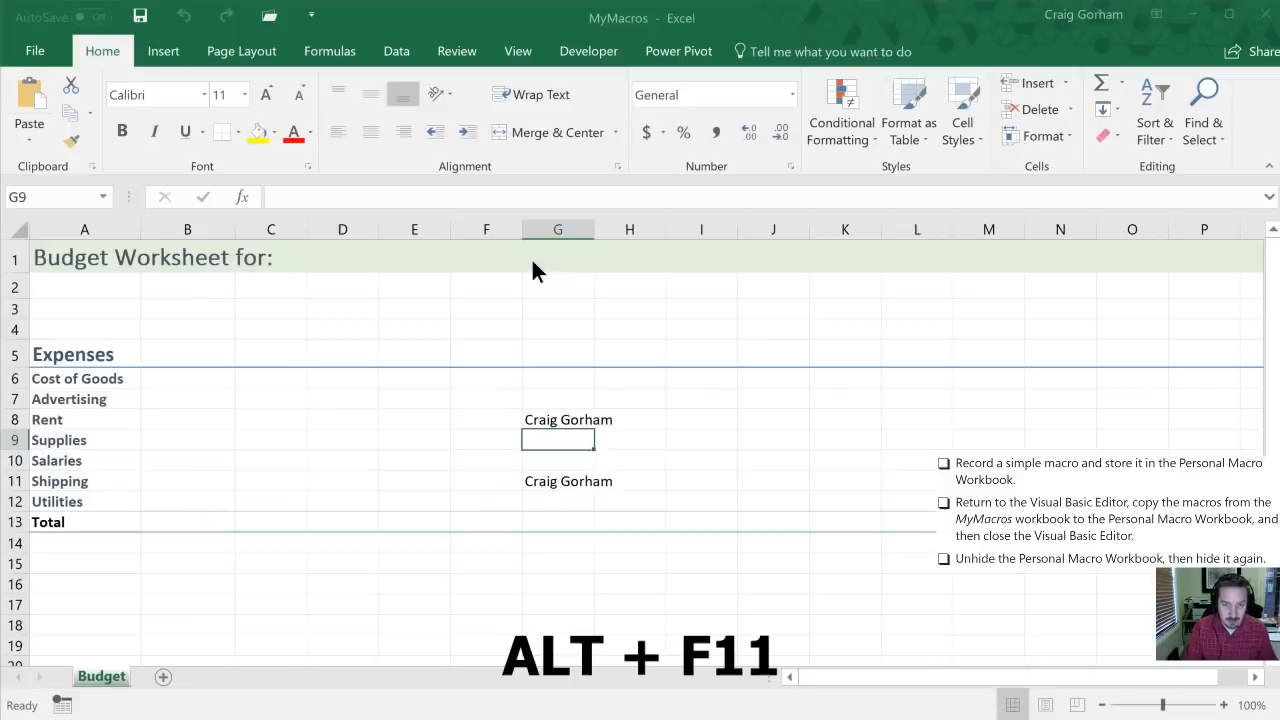 AutoSave Off
MyMacros - Excel
Craig Gorham
File Home Insert Page Layout Formulas Data Review View Developer Power Pivot Tell me what you want to do Share
Calibri 11 Wrap Text General Insert
Paste B I U A Merge & Center $ % Conditional Formatting Format as Table Cell Styles Delete Format Sort & Filter Find & Select
Clipboard Font Alignment Number Styles Cells Editing
G9 fx
A B C D E F G H I J K L M N O P
1 Budget Worksheet for:
2
3
4
5 Expenses
6 Cost of Goods
7 Advertising
8 Rent Craig Gorham
9 Supplies
10 Salaries
11 Shipping Craig Gorham
12 Utilities
13 Total
14
15
16
17
18
19
Record a simple macro and store it in the Personal Macro
Workbook.
Return to the Visual Basic Editor, copy the macros from the
MyMacros workbook to the Personal Macro Workbook, and
then close the Visual Basic Editor.
Unhide the Personal Macro Workbook, then hide it again.
ALT + F11
Budget
Ready 100%